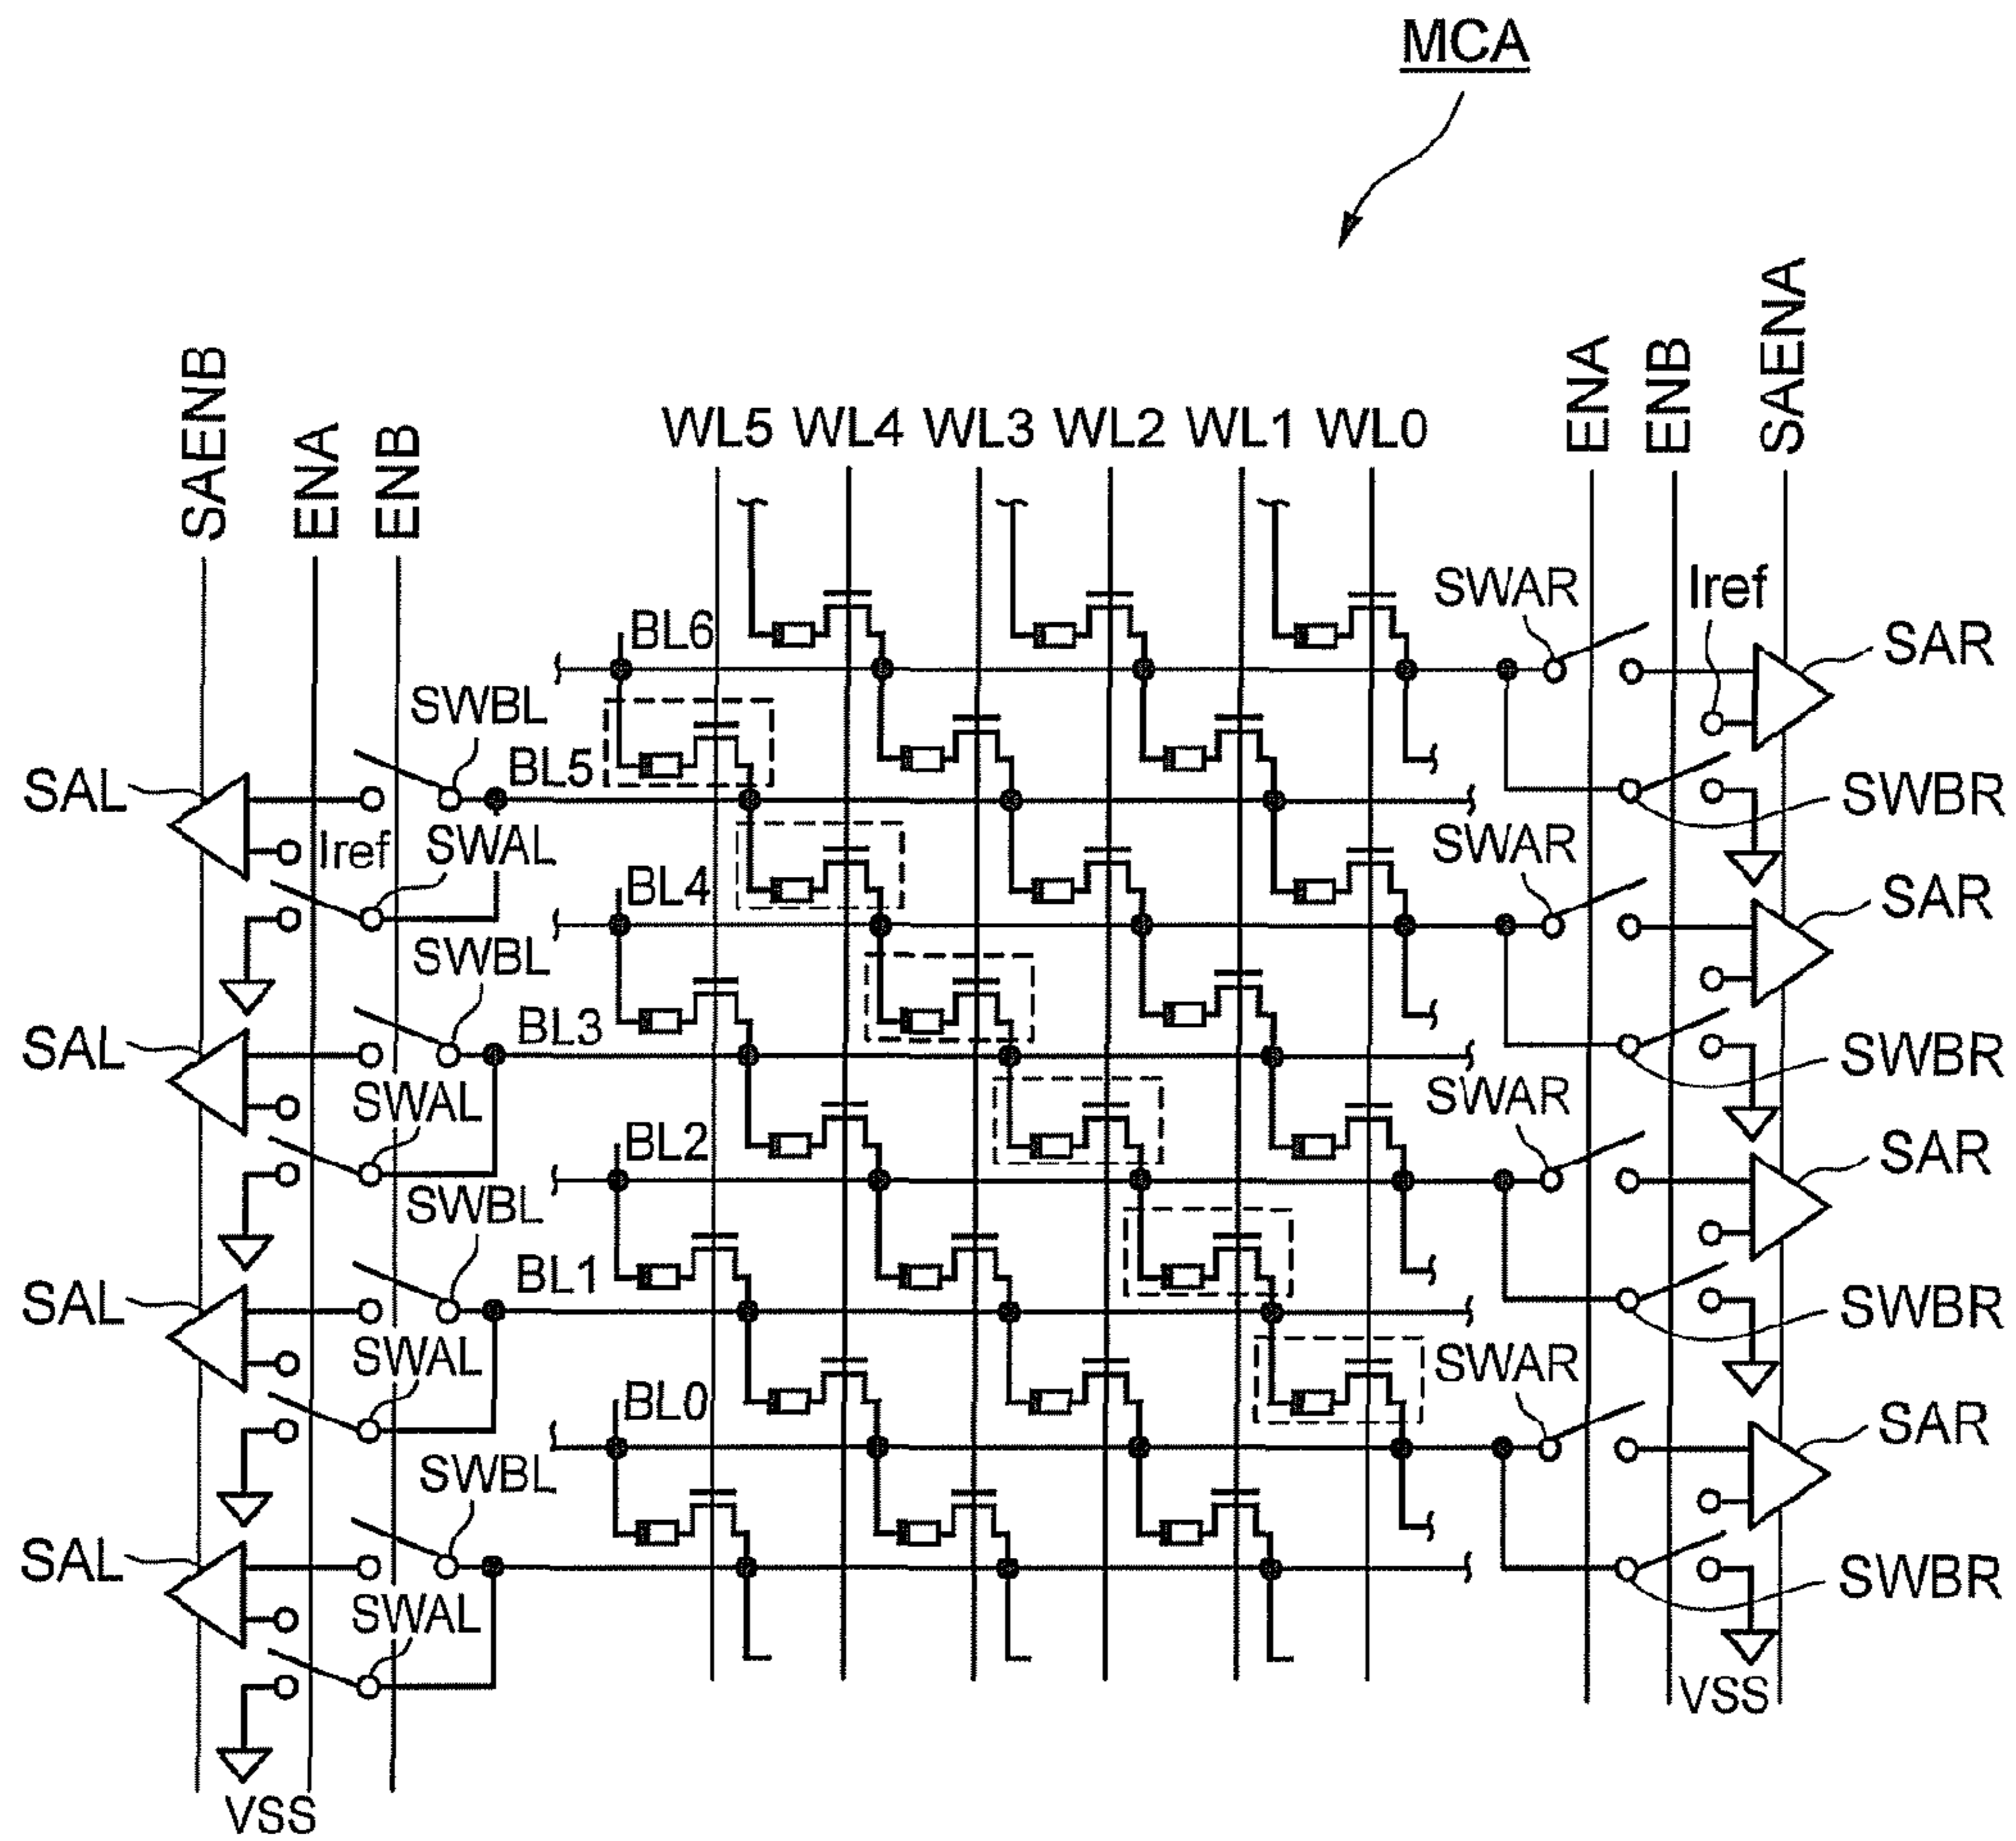 MCA
SAENB
ENA
ENB
WL5 WL4 WL3 WL2 WL1 WL0
ENA
ENB
SAENA
SWAR
Iref
BL6
SAR
SWBL
BL5
SAL
SWBR
Iref
SWAL
SWAR
BL4
SAR
SWBL
BL3
SAL
SWBR
SWAL
SWAR
BL2
SAR
SWBL
BL1
SAL
SWBR
SWAL
SWAR
BL0
SAR
SWBL
SAL
SWBR
SWAL
VSS
VSS